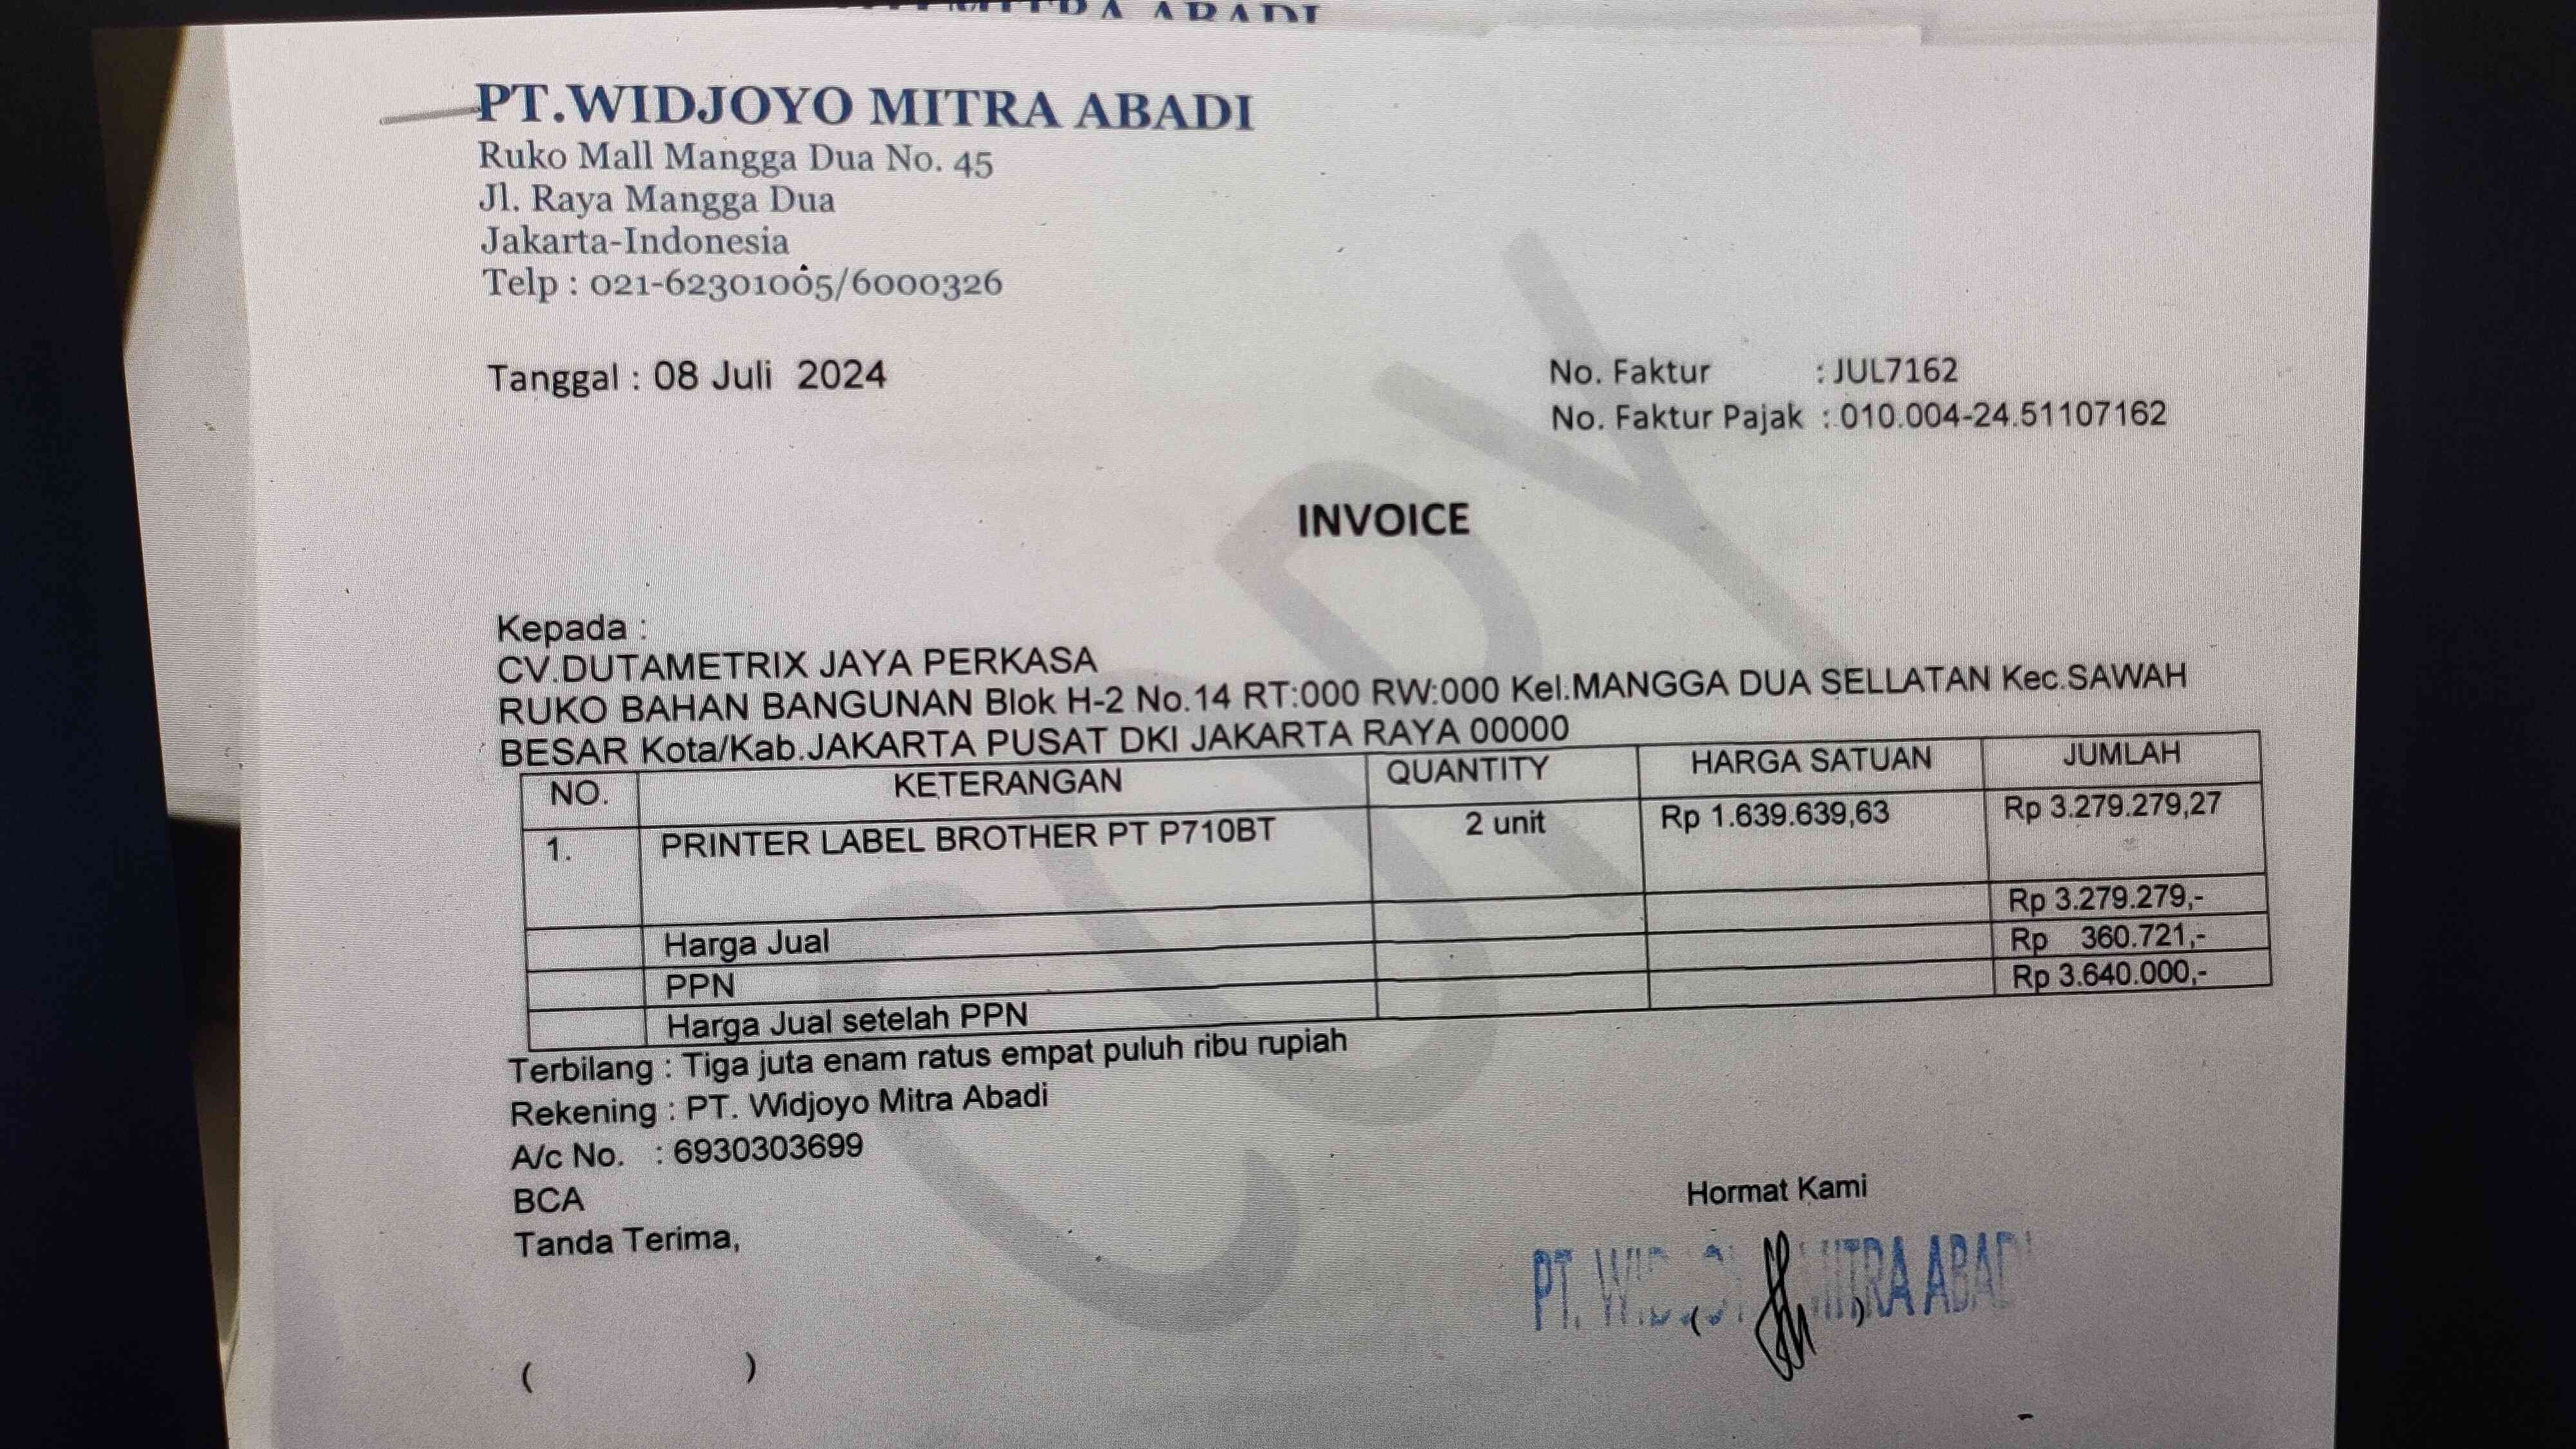 PT.WIDJOYO MITRA ABADI
Ruko Mall Mangga Dua No. 45
Jl. Raya Mangga Dua
Jakarta-Indonesia
Telp : 021-62301005/6000326
Tanggal : 08 Juli 2024
No. Faktur : JUL7162
No. Faktur Pajak : 010.004-24.51107162
INVOICE
COPY
Kepada :
CV.DUTAMETRIX JAYA PERKASA
RUKO BAHAN BANGUNAN Blok H-2 No.14 RT:000 RW:000 Kel.MANGGA DUA SELLATAN Kec.SAWAH
BESAR Kota/Kab.JAKARTA PUSAT DKI JAKARTA RAYA 00000
NO. KETERANGAN QUANTITY HARGA SATUAN JUMLAH
1. PRINTER LABEL BROTHER PT P710BT 2 unit Rp 1.639.639,63 Rp 3.279.279,27
Harga Jual Rp 3.279.279,-
PPN Rp 360.721,-
Harga Jual setelah PPN Rp 3.640.000,-
Terbilang : Tiga juta enam ratus empat puluh ribu rupiah
Rekening : PT. Widjoyo Mitra Abadi
A/c No. : 6930303699
BCA
Tanda Terima,
Hormat Kami
PT. MITRA ABADI
( )
( )